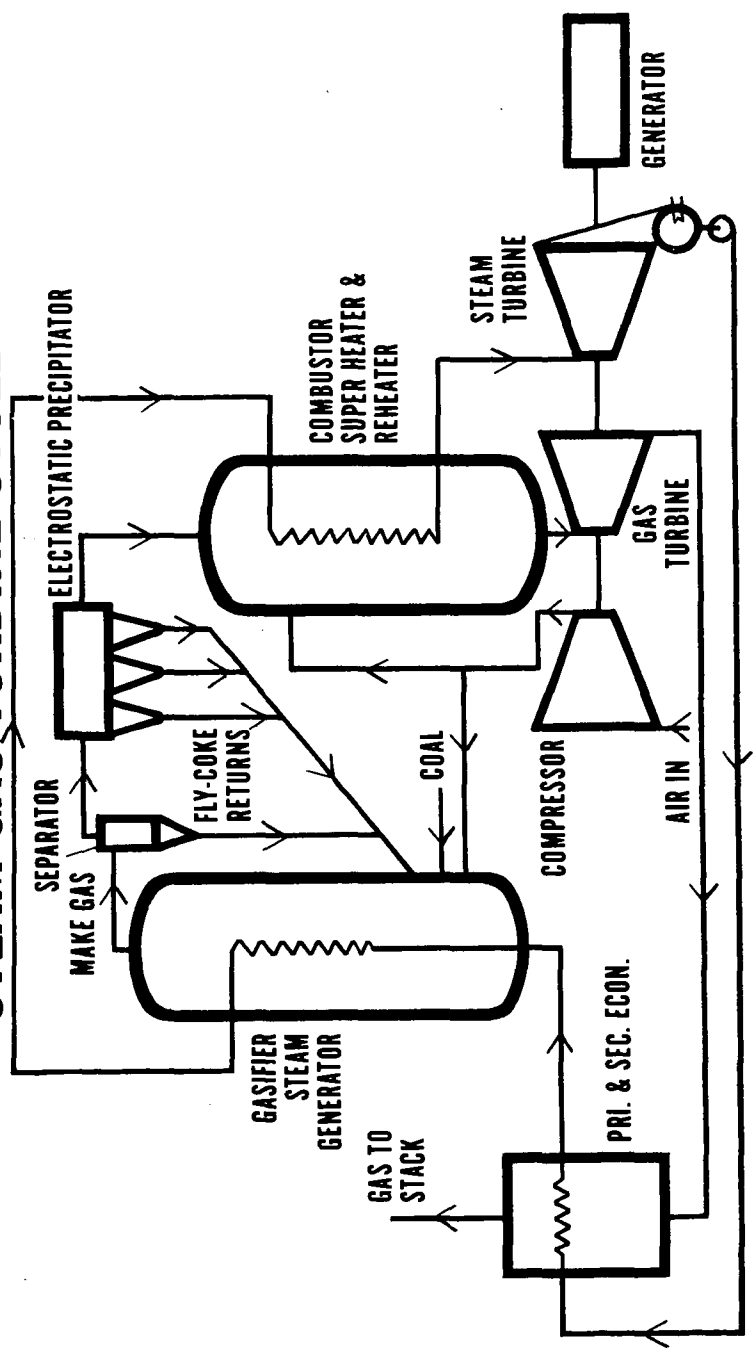 ELECTROSTATIC PRECIPITATOR
SEPARATOR
MAKE GAS
FLY-COKE
RETURNS
COMBUSTOR
SUPER HEATER &
REHEATER
COAL
STEAM
TURBINE
GENERATOR
GAS
TURBINE
COMPRESSOR
AIR IN
GASIFIER
STEAM
GENERATOR
GAS TO
STACK
PRI. & SEC. ECON.